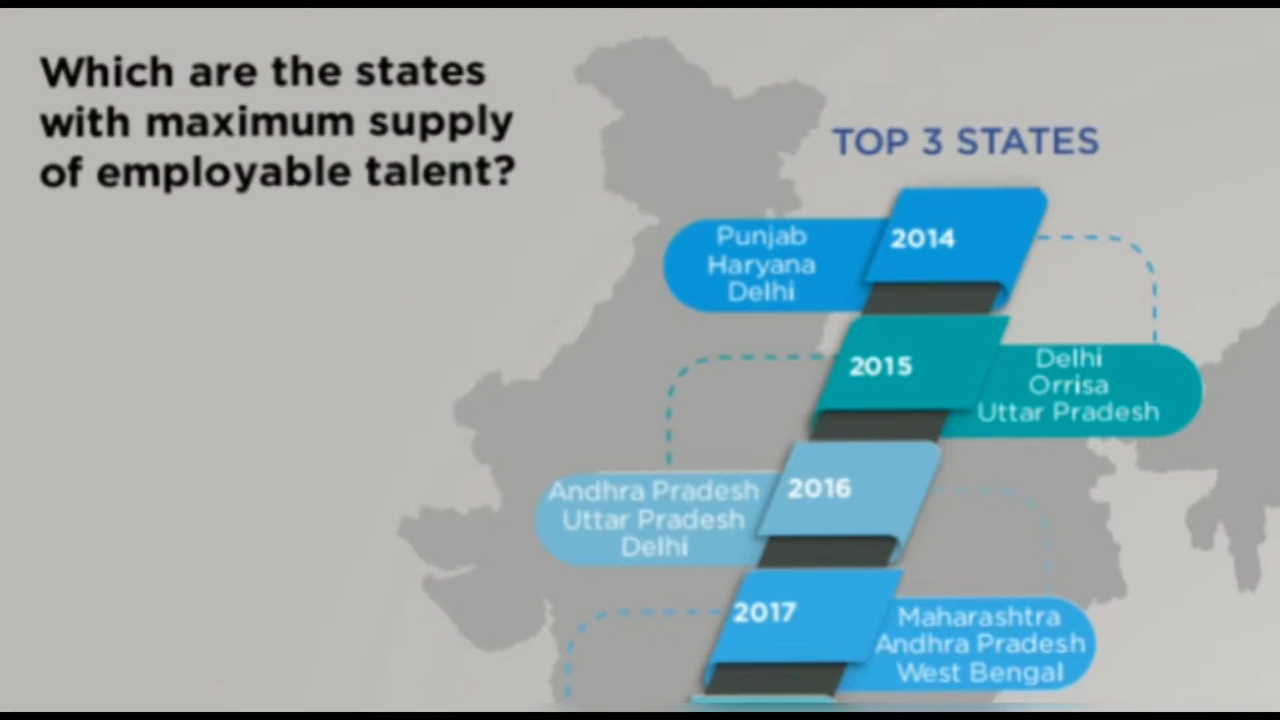 Which are the states
with maximum supply
of employable talent?
TOP 3 STATES
2014
Punjab
Haryana
Delhi
2015
Delhi
Orrisa
Uttar Pradesh
2016
Andhra Pradesh
Uttar Pradesh
Delhi
2017
Maharashtra
Andhra Pradesh
West Bengal